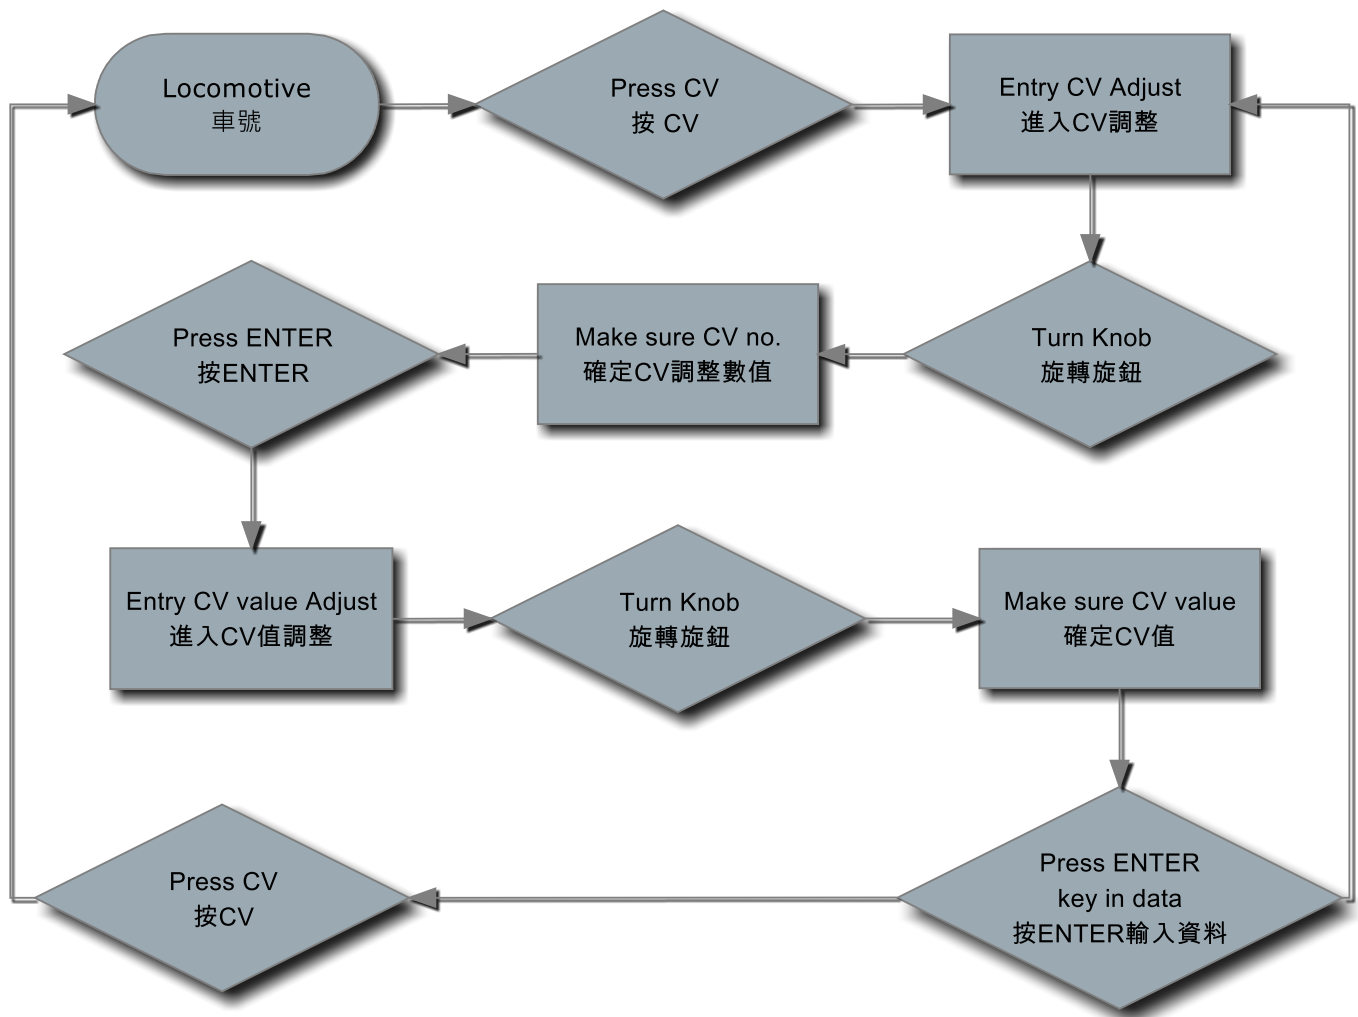 Locomotive
車號
Press CV
按 CV
Entry CV Adjust
進入CV調整
Press ENTER
按ENTER
Make sure CV no.
確定CV調整數值
Turn Knob
旋轉旋鈕
Entry CV value Adjust
進入CV值調整
Turn Knob
旋轉旋鈕
Make sure CV value
確定CV值
Press CV
按CV
Press ENTER
key in data
按ENTER輸入資料